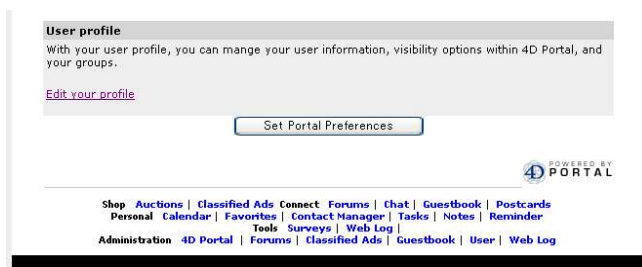 User profile
With your user profile, you can mange your user information, visibility options within 4D Portal, and
your groups.
Edit your profile
Set Portal Preferences
4D POWERED BY
PORTAL
Shop Auctions | Classified Ads Connect Forums | Chat | Guestbook | Postcards
Personal Calendar | Favorites | Contact Manager | Tasks | Notes | Reminder
Tools Surveys | Web Log |
Administration 4D Portal | Forums | Classified Ads | Guestbook | User | Web Log